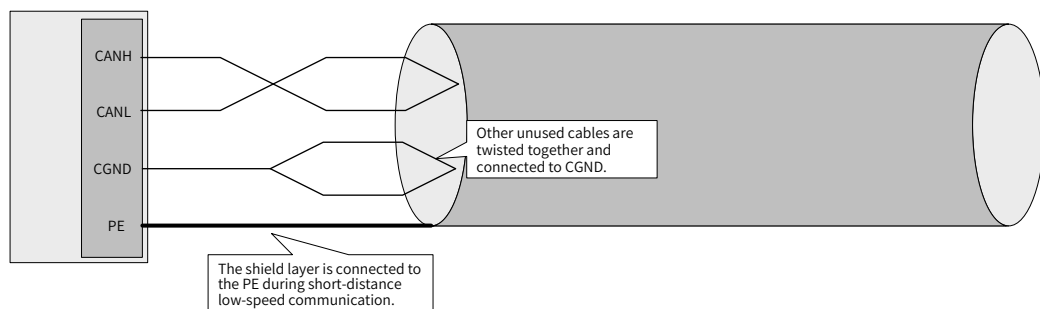 CANH
CANL
CGND
PE
Other unused cables are
twisted together and
connected to CGND.
The shield layer is connected to
the PE during short-distance
low-speed communication.